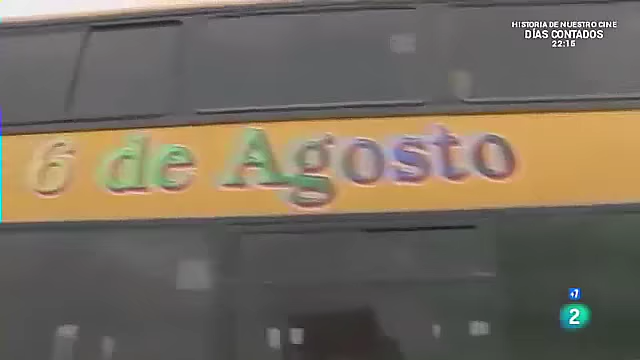 HISTORIA DE NUESTRO CINE
DÍAS CONTADOS
22:15
6 de Agosto
+7
2